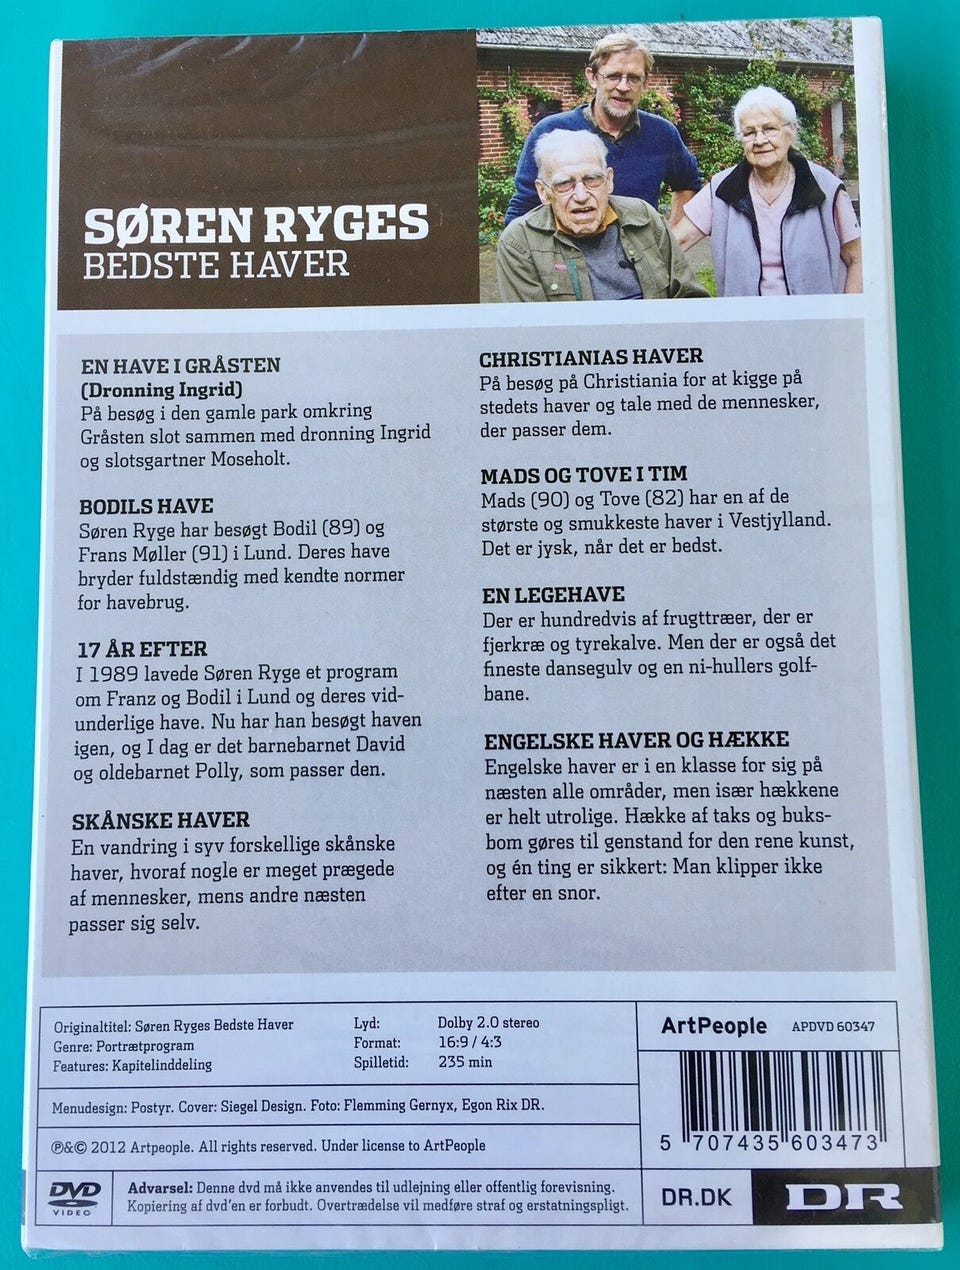 SØREN RYGES
BEDSTE HAVER
EN HAVE I GRÅSTEN
(Dronning Ingrid)
På besøg i den gamle park omkring
Gråsten slot sammen med dronning Ingrid
og slotsgartner Moseholt.
BODILS HAVE
Søren Ryge har besøgt Bodil (89) og
Frans Møller (91) i Lund. Deres have
bryder fuldstændig med kendte normer
for havebrug.
17 ÅR EFTER
I 1989 lavede Søren Ryge et program
om Franz og Bodil i Lund og deres vid-
underlige have. Nu har han besøgt haven
igen, og I dag er det barnebarnet David
og oldebarnet Polly, som passer den.
SKÅNSKE HAVER
En vandring i syv forskellige skånske
haver, hvoraf nogle er meget prægede
af mennesker, mens andre næsten
passer sig selv.
CHRISTIANIAS HAVER
På besøg på Christiania for at kigge på
stedets haver og tale med de mennesker,
der passer dem.
MADS OG TOVE I TIM
Mads (90) og Tove (82) har en af de
største og smukkeste haver i Vestjylland.
Det er jysk, når det er bedst.
EN LEGEHAVE
Der er hundredvis af frugttræer, der er
fjerkræ og tyrekalve. Men der er også det
fineste dansegulv og en ni-hullers golf-
bane.
ENGELSKE HAVER OG HÆKKE
Engelske haver er i en klasse for sig på
næsten alle områder, men især hækkene
er helt utrolige. Hække af taks og buks-
bom gøres til genstand for den rene kunst,
og én ting er sikkert: Man klipper ikke
efter en snor.
Originaltitel: Søren Ryges Bedste Haver
Genre: Portrætprogram
Features: Kapitelinddeling
Lyd: Dolby 2.0 stereo
Format: 16:9 / 4:3
Spilletid: 235 min
Menudesign: Postyr. Cover: Siegel Design. Foto: Flemming Gernyx, Egon Rix DR.
℗&© 2012 Artpeople. All rights reserved. Under license to ArtPeople
ArtPeople APDVD 60347
5 707435 603473
DVD
VIDEO
Advarsel: Denne dvd må ikke anvendes til udlejning eller offentlig forevisning.
Kopiering af dvd'en er forbudt. Overtrædelse vil medføre straf og erstatningspligt.
DR.DK
DR